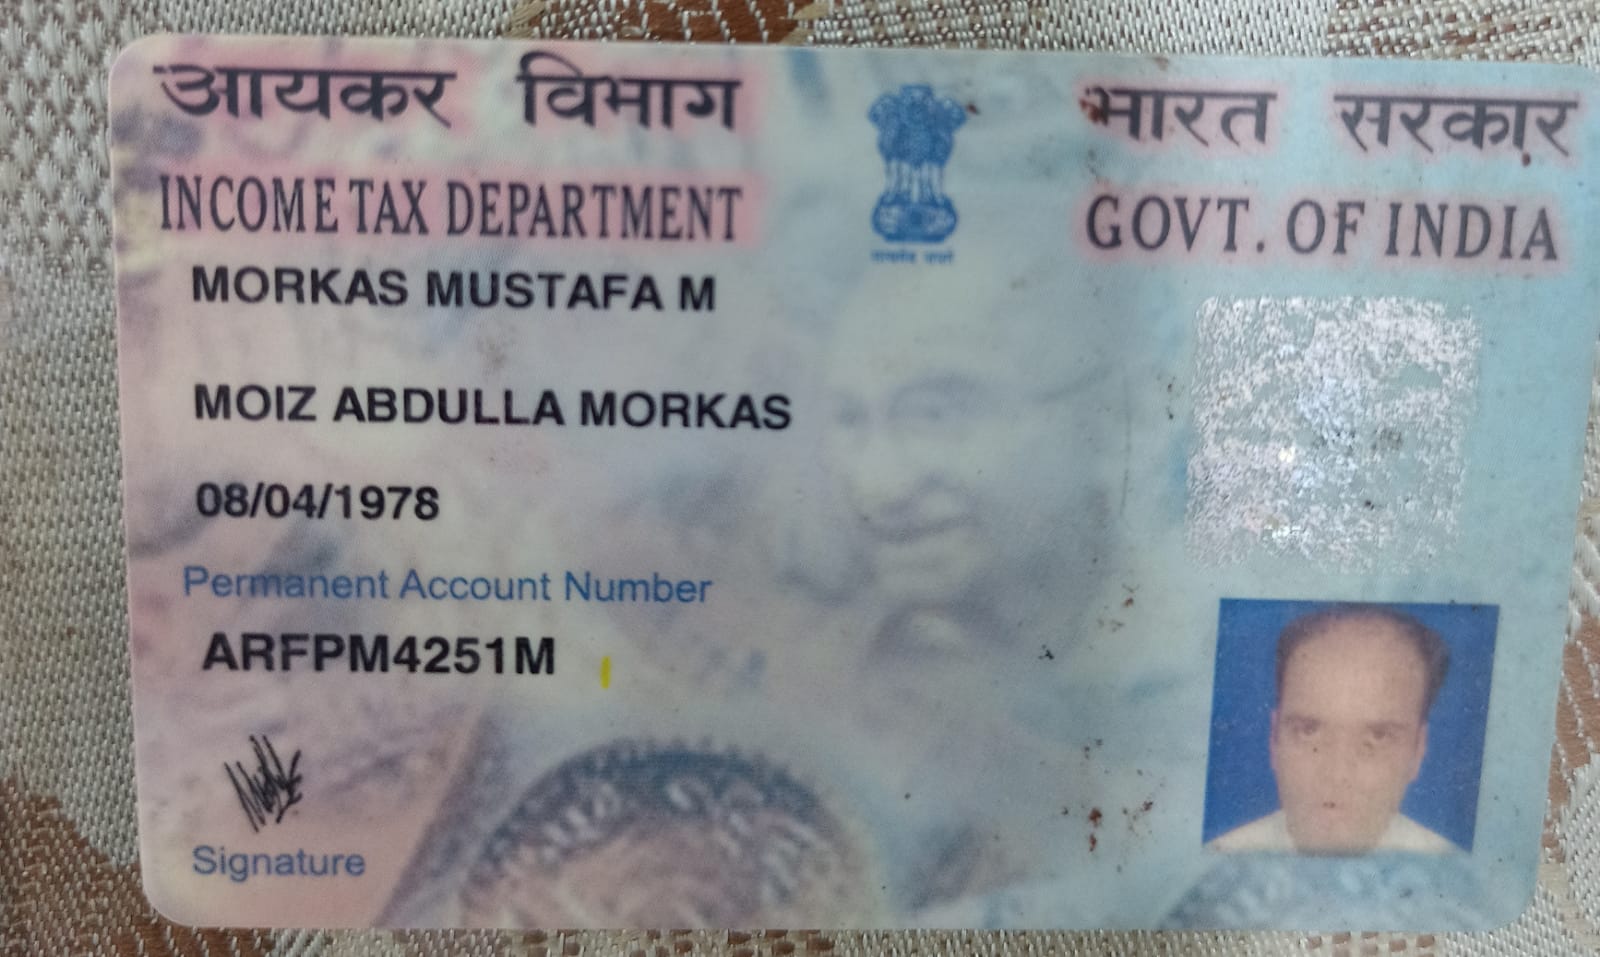 आयकर विभाग
INCOME TAX DEPARTMENT
भारत सरकार
GOVT. OF INDIA
MORKAS MUSTAFA M
MOIZ ABDULLA MORKAS
08/04/1978
Permanent Account Number
ARFPM4251M
Signature